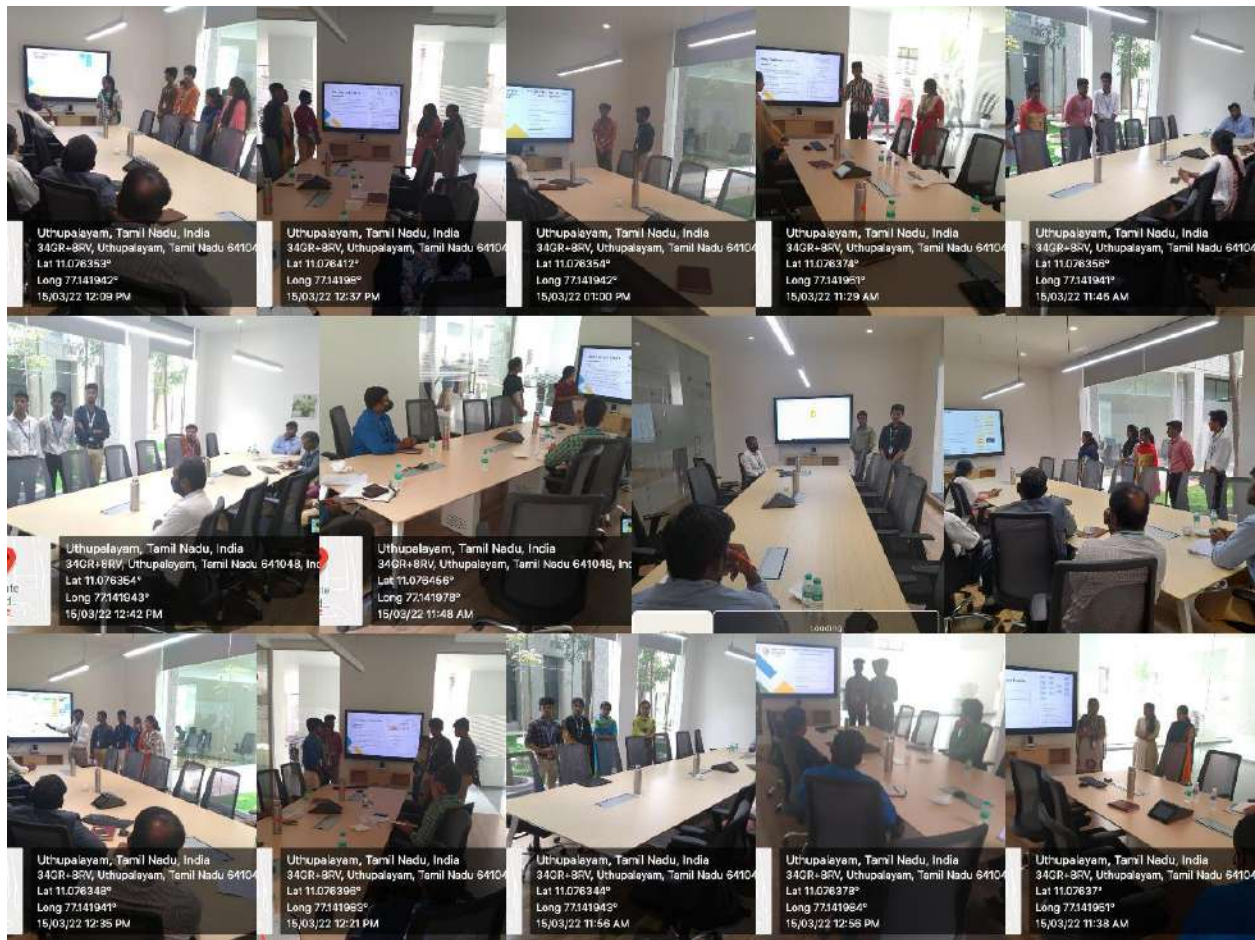 Uthupalayam, Tamil Nadu, India
34GR+8RV, Uthupalayam, Tamil Nadu 64104
Lat 11.076353°
Long 77.141942°
15/03/22 12:09 PM
Uthupalayam, Tamil Nadu, India
34GR+8RV, Uthupalayam, Tamil Nadu 64104
Lat 11.076412°
Long 77.14198°
15/03/22 12:37 PM
Uthupalayam, Tamil Nadu, India
34GR+8RV, Uthupalayam, Tamil Nadu 64104
Lat 11.076354°
Long 77.141942°
15/03/22 01:00 PM
Uthupalayam, Tamil Nadu, India
34GR+8RV, Uthupalayam, Tamil Nadu 64104
Lat 11.076374°
Long 77.141951°
15/03/22 11:29 AM
Uthupalayam, Tamil Nadu, India
34GR+8RV, Uthupalayam, Tamil Nadu 64104
Lat 11.076356°
Long 77.141941°
15/03/22 11:46 AM
Uthupalayam, Tamil Nadu, India
34GR+8RV, Uthupalayam, Tamil Nadu 641048, Ind
Lat 11.076354°
Long 77.141943°
15/03/22 12:42 PM
Uthupalayam, Tamil Nadu, India
34GR+8RV, Uthupalayam, Tamil Nadu 641048, Inc
Lat 11.076456°
Long 77.141978°
15/03/22 11:48 AM
Loading
Uthupalayam, Tamil Nadu, India
34GR+8RV, Uthupalayam, Tamil Nadu 64104
Lat 11.076348°
Long 77.141941°
15/03/22 12:35 PM
Uthupalayam, Tamil Nadu, India
34GR+8RV, Uthupalayam, Tamil Nadu 64104
Lat 11.076396°
Long 77.141983°
15/03/22 12:21 PM
Uthupalayam, Tamil Nadu, India
34GR+8RV, Uthupalayam, Tamil Nadu 64104
Lat 11.076344°
Long 77.141943°
15/03/22 11:56 AM
Uthupalayam, Tamil Nadu, India
34GR+8RV, Uthupalayam, Tamil Nadu 64104
Lat 11.076378°
Long 77.141984°
15/03/22 12:56 PM
Uthupalayam, Tamil Nadu, India
34GR+8RV, Uthupalayam, Tamil Nadu 64104
Lat 11.07637°
Long 77.141951°
15/03/22 11:38 AM